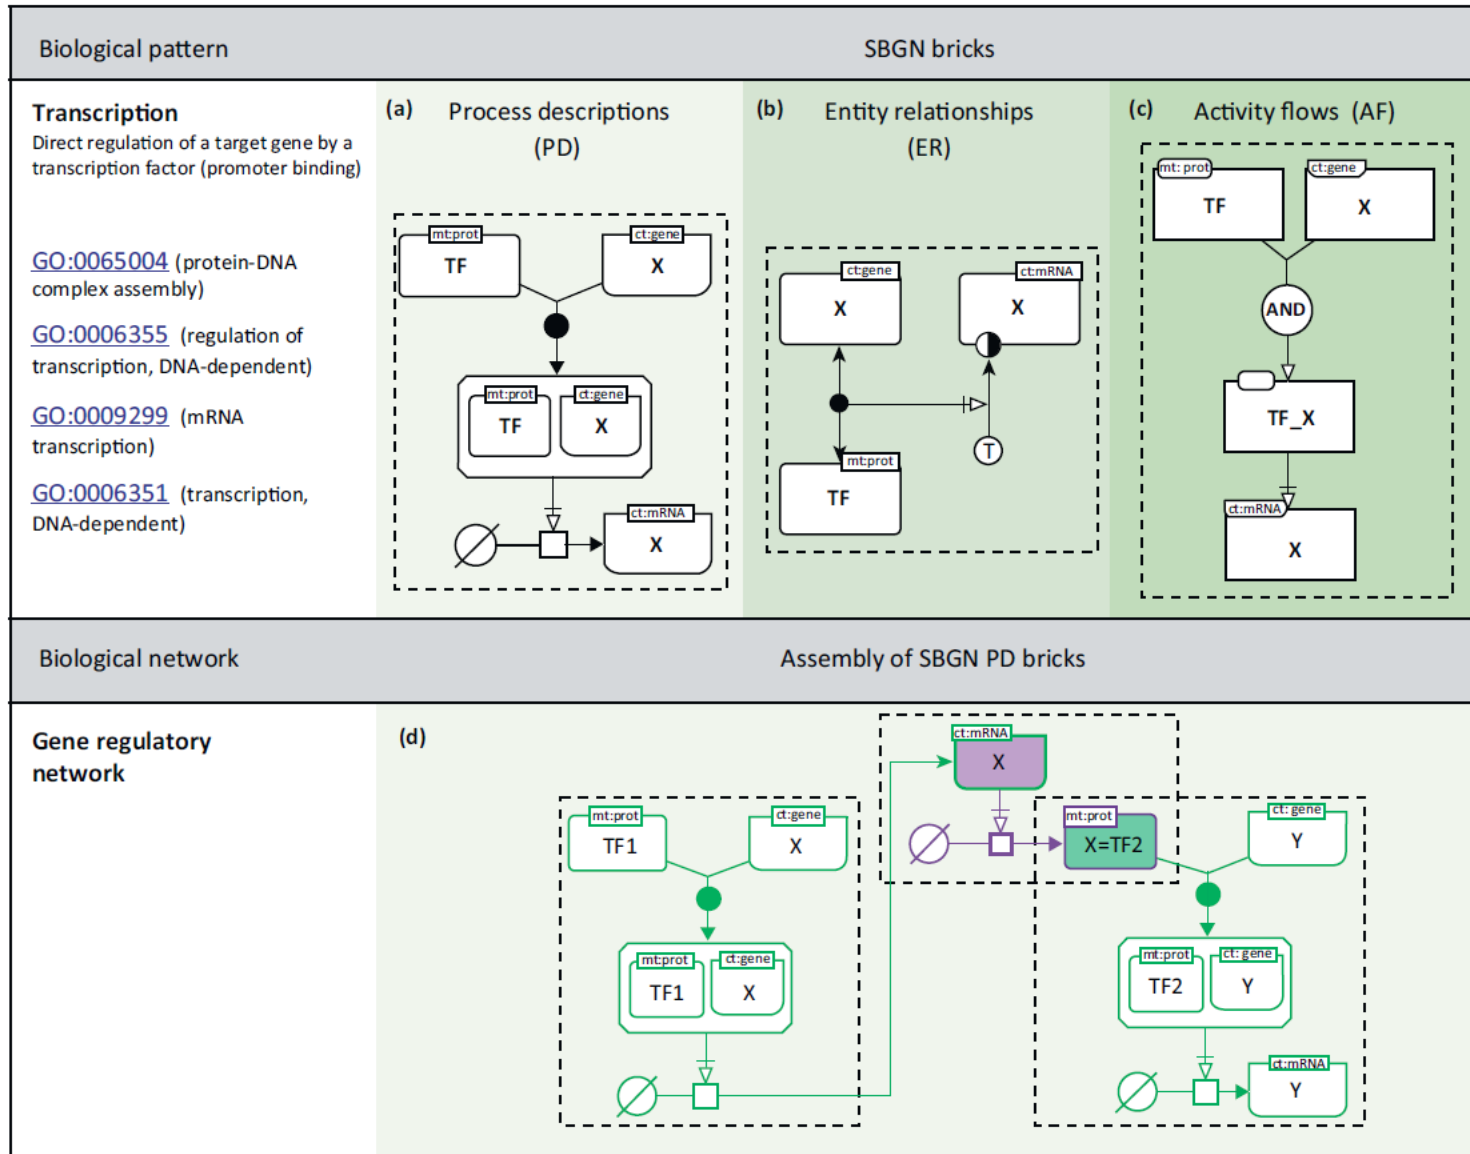 Biological pattern
SBGN bricks
Transcription
Direct regulation of a target gene by a
transcription factor (promoter binding)
GO:0065004 (protein-DNA
complex assembly)
GO:0006355 (regulation of
transcription, DNA-dependent)
GO:0009299 (mRNA
transcription)
GO:0006351 (transcription,
DNA-dependent)
(a) Process descriptions
(PD)
mt:prot
TF
ct:gene
X
mt:prot
TF
ct:gene
X
ct:mRNA
X
(b) Entity relationships
(ER)
ct:gene
X
ct:mRNA
X
T
mt:prot
TF
(c) Activity flows (AF)
mt: prot
TF
ct:gene
X
AND
TF_X
ct:mRNA
X
Biological network
Assembly of SBGN PD bricks
Gene regulatory
network
(d)
mt:prot
TF1
ct:gene
X
mt:prot
TF1
ct:gene
X
ct:mRNA
X
mt:prot
X=TF2
ct: gene
Y
mt:prot
TF2
ct: gene
Y
ct:mRNA
Y